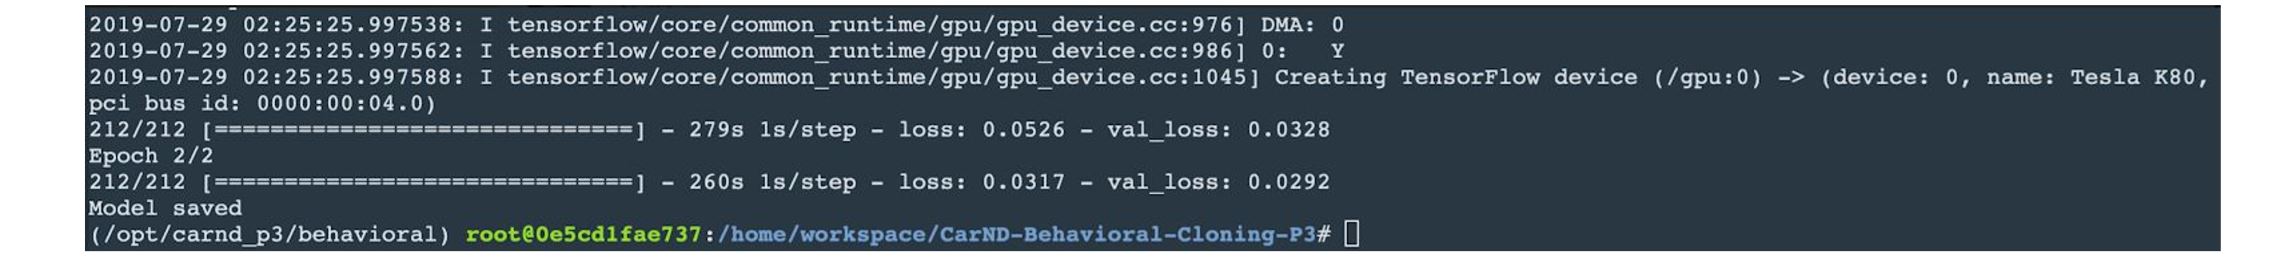 2019-07-29 02:25:25.997538: I tensorflow/core/common_runtime/gpu/gpu_device.cc:976] DMA: 0
2019-07-29 02:25:25.997562: I tensorflow/core/common_runtime/gpu/gpu_device.cc:986] 0:   Y
2019-07-29 02:25:25.997588: I tensorflow/core/common_runtime/gpu/gpu_device.cc:1045] Creating TensorFlow device (/gpu:0) -> (device: 0, name: Tesla K80,
pci bus id: 0000:00:04.0)
212/212 [==============================] - 279s 1s/step - loss: 0.0526 - val_loss: 0.0328
Epoch 2/2
212/212 [==============================] - 260s 1s/step - loss: 0.0317 - val_loss: 0.0292
Model saved
(/opt/carnd_p3/behavioral) root@0e5cd1fae737:/home/workspace/CarND-Behavioral-Cloning-P3#